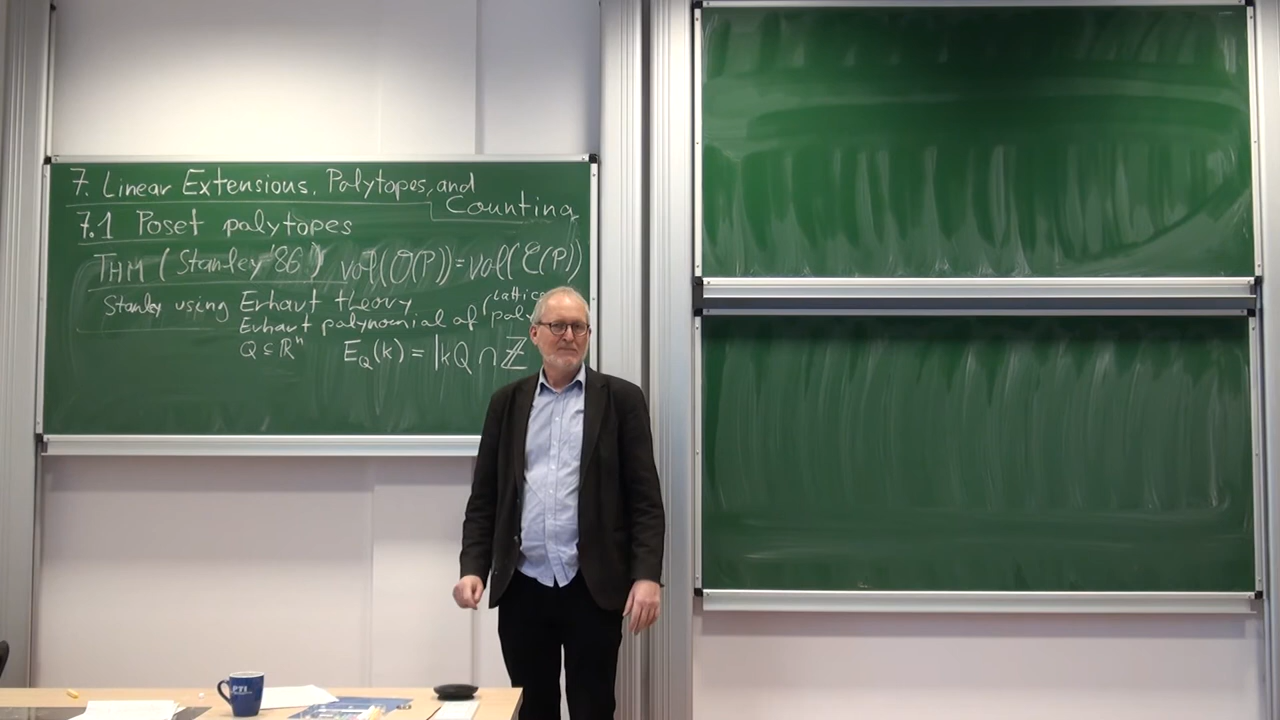 7. Linear Extensions, Polytopes, and
Counting
7.1 Poset polytopes
THM (Stanley '86) vol(O(P)) = vol(C(P))
Stanley using Erhart theory
Erhart polynomial of (lattice
Q ⊆ ℝⁿ E_Q(k) = |kQ ∩ ℤ
PTI